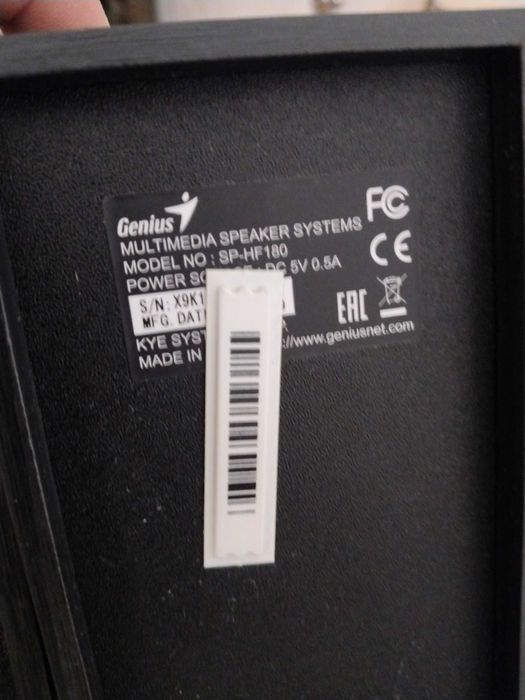 Genius
MULTIMEDIA SPEAKER SYSTEMS
MODEL NO : SP-HF180
POWER : DC 5V 0.5A
S/N: X9K1
MFG. DAT
KYE SYST
://www.geniusnet.com
MADE IN
FC
CE
EAC